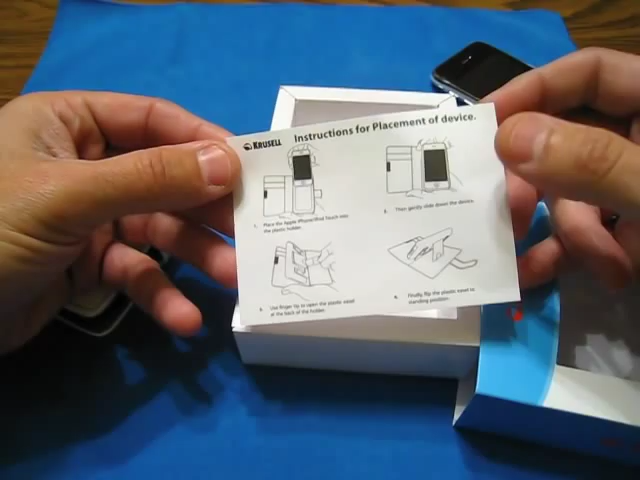 KRUSELL Instructions for Placement of device.
1. Place the Apple iPhone/iPod Touch into
the plastic holder.
2. Then gently slide down the device.
3. Use finger tip to open the plastic easel
at the back of the holder.
4. Finally flip the plastic easel to
standing position.